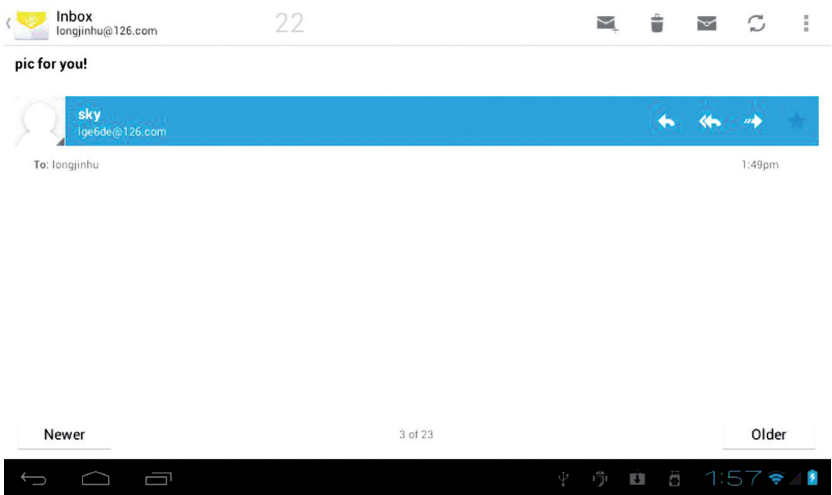 Inbox
longjinhu@126.com
22
pic for you!
sky
lge6de@126.com
To: longjinhu
1:49pm
Newer
3 of 23
Older
1:57